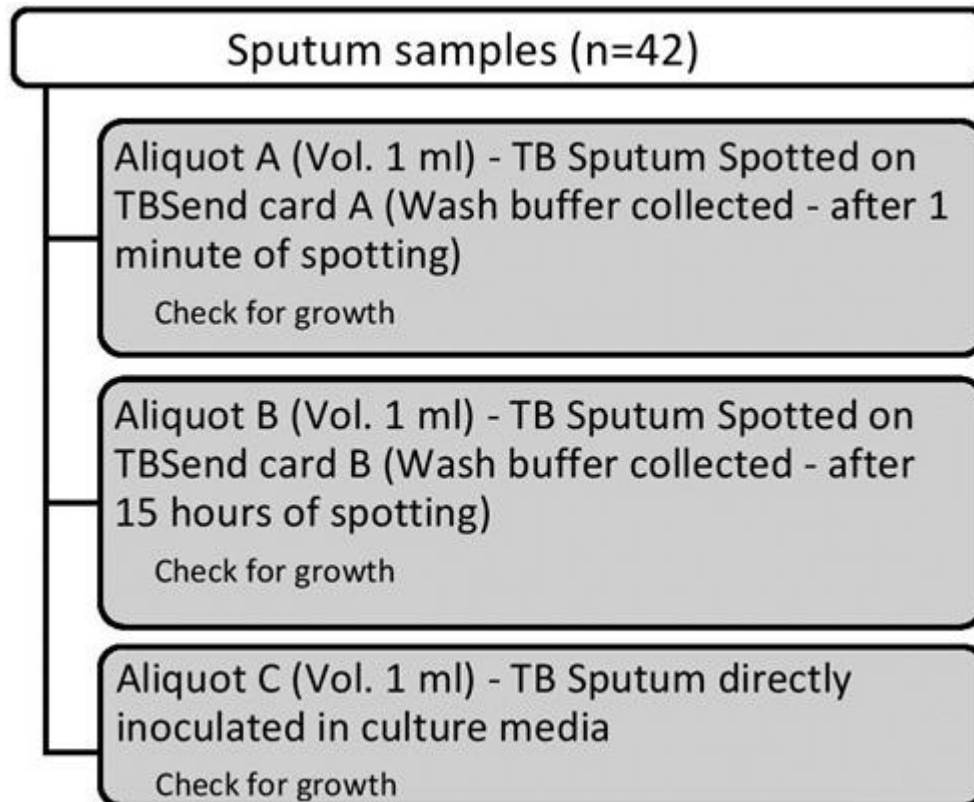 Sputum samples (n=42)
Aliquot A (Vol. 1 ml) - TB Sputum Spotted on
TBSend card A (Wash buffer collected - after 1
minute of spotting)
Check for growth
Aliquot B (Vol. 1 ml) - TB Sputum Spotted on
TBSend card B (Wash buffer collected - after
15 hours of spotting)
Check for growth
Aliquot C (Vol. 1 ml) - TB Sputum directly
inoculated in culture media
Check for growth